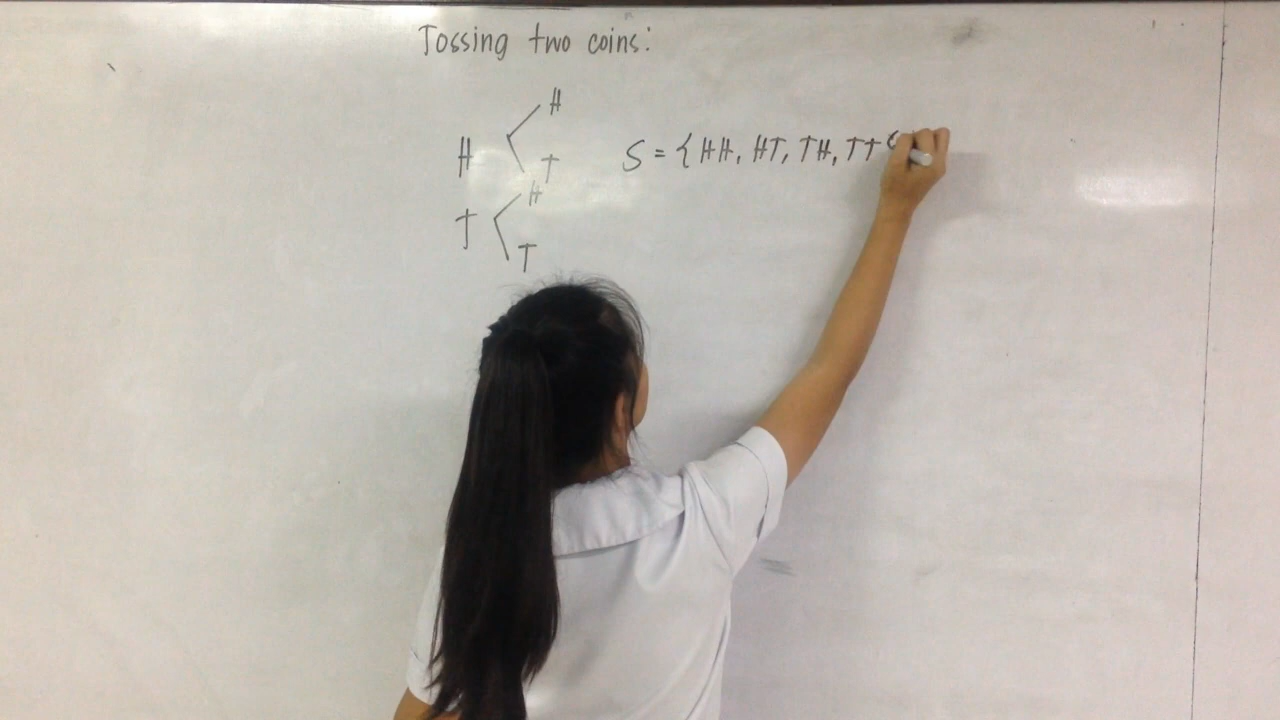 Tossing two coins:
H
H
T
S = {HH, HT, TH, TT
T
H
T